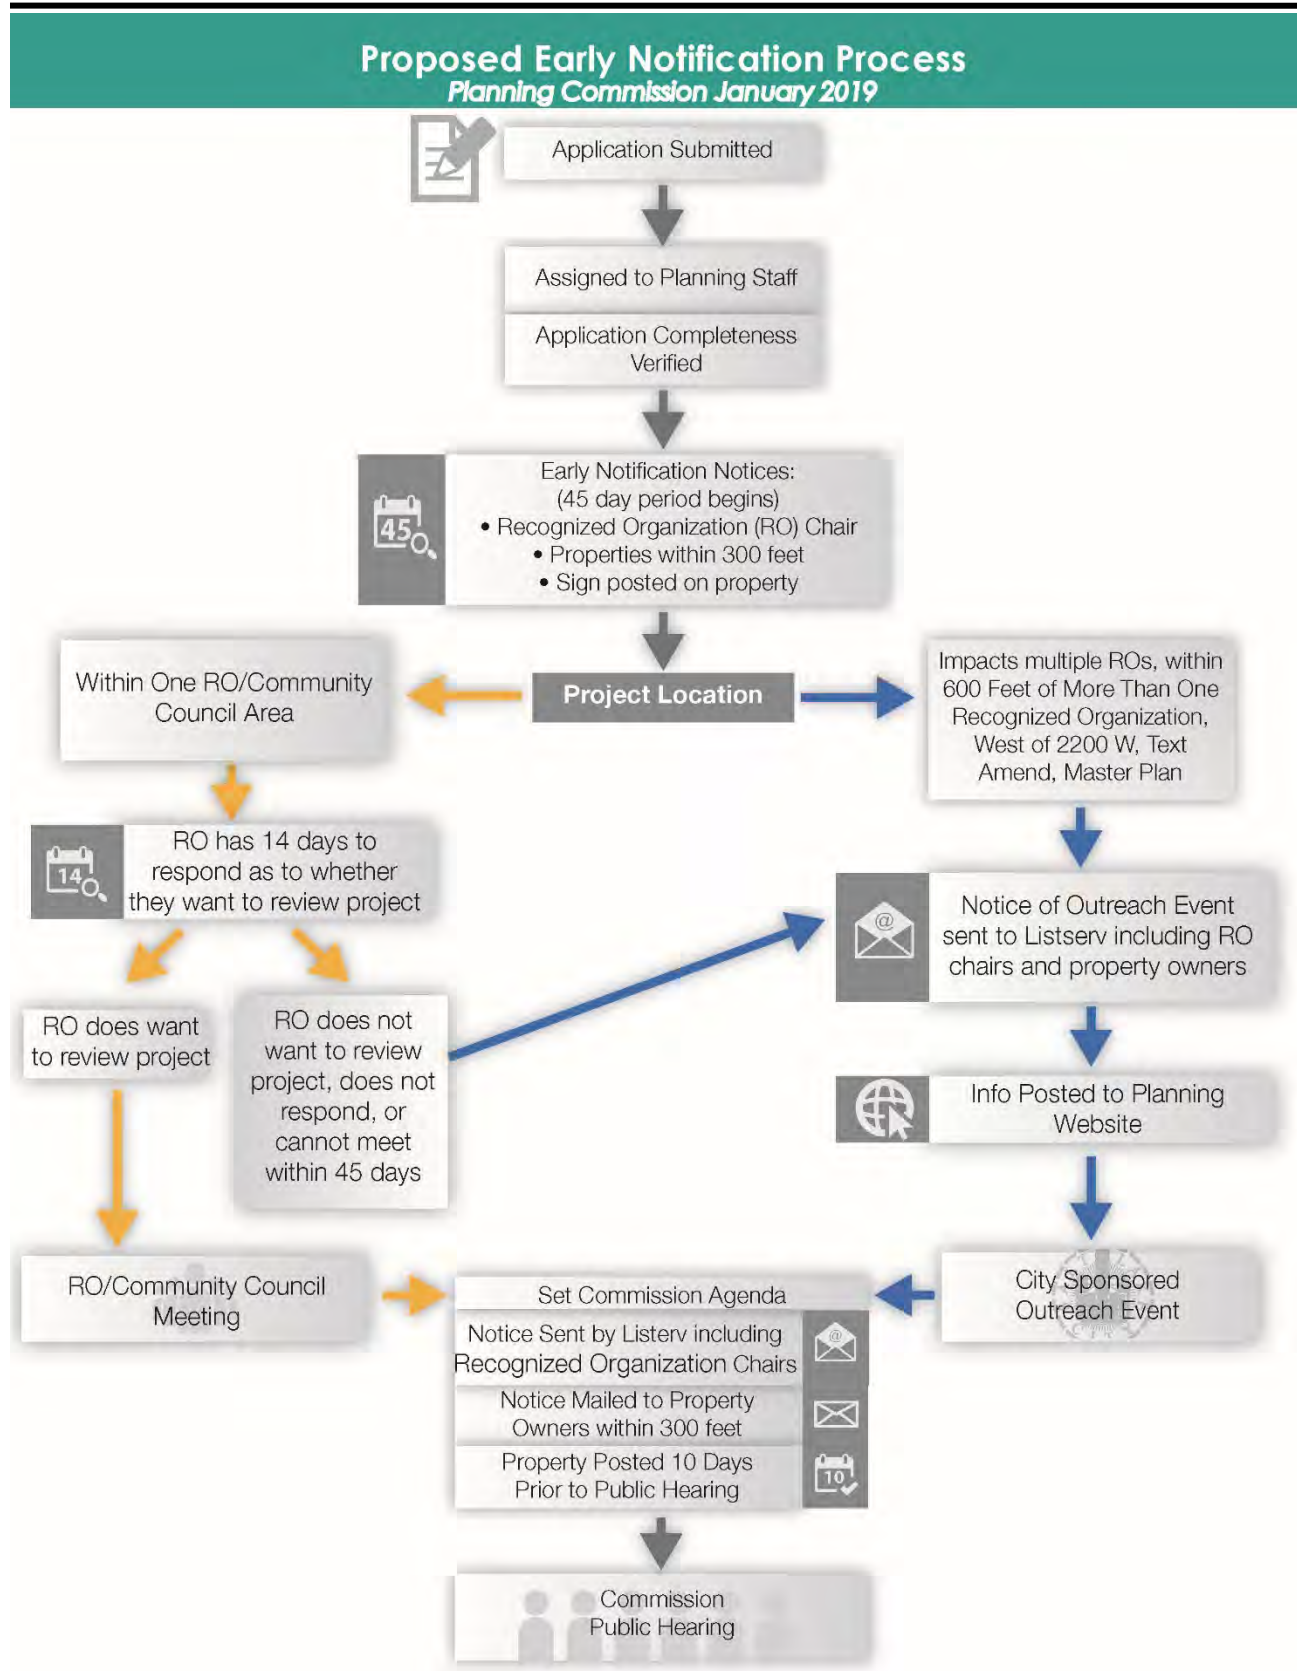 Proposed Early Notification Process
Planning Commission January 2019
Application Submitted
Assigned to Planning Staff
Application Completeness
Verified
45
Early Notification Notices:
(45 day period begins)
• Recognized Organization (RO) Chair
• Properties within 300 feet
• Sign posted on property
Project Location
Within One RO/Community
Council Area
Impacts multiple ROs, within
600 Feet of More Than One
Recognized Organization,
West of 2200 W, Text
Amend, Master Plan
14
RO has 14 days to
respond as to whether
they want to review project
@
Notice of Outreach Event
sent to Listserv including RO
chairs and property owners
RO does want
to review project
RO does not
want to review
project, does not
respond, or
cannot meet
within 45 days
Info Posted to Planning
Website
RO/Community Council
Meeting
City Sponsored
Outreach Event
Set Commission Agenda
Notice Sent by Listerv including
Recognized Organization Chairs
@
Notice Mailed to Property
Owners within 300 feet
Property Posted 10 Days
Prior to Public Hearing
10
Commission
Public Hearing